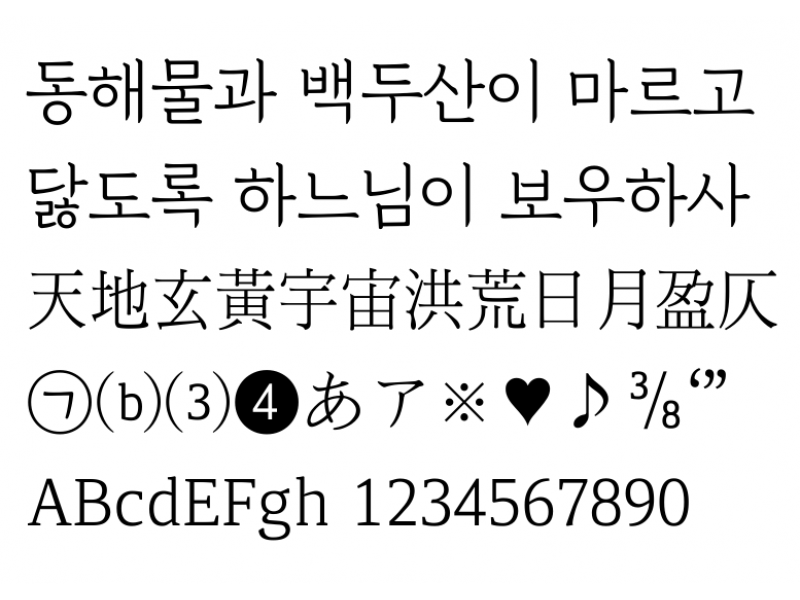 동해물과 백두산이 마르고
닳도록 하느님이 보우하사
天地玄黃宇宙洪荒日月盈仄
㉠⒝⑶❹あア※♥♪⅜‘”
ABcdEFgh 1234567890